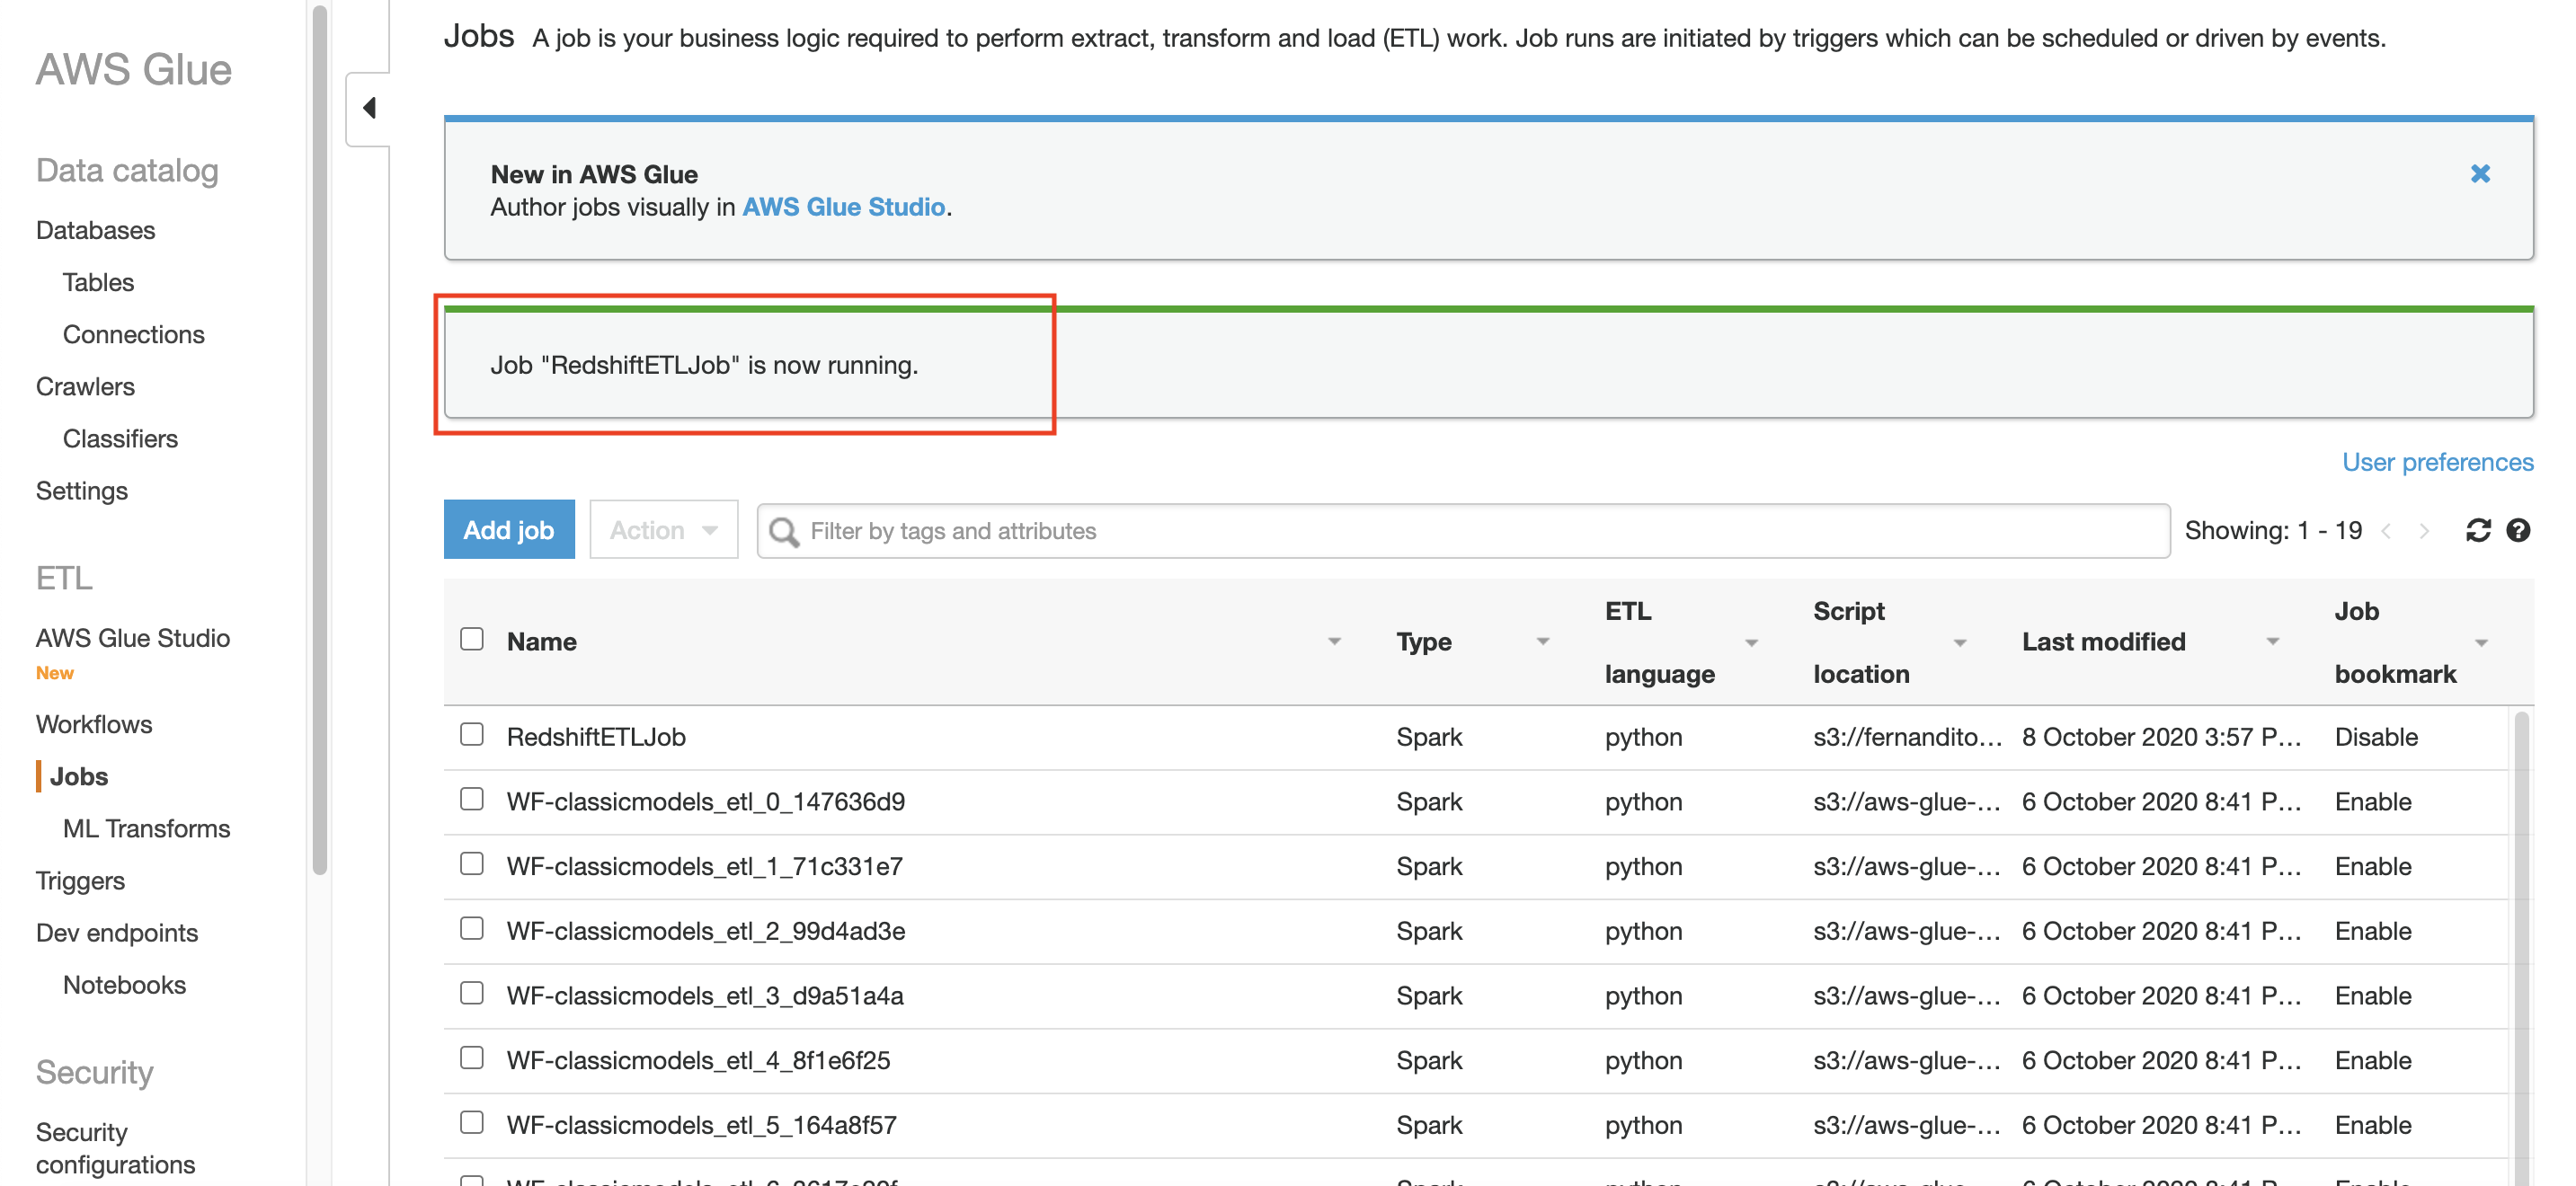 AWS Glue
Data catalog
Databases
Tables
Connections
Crawlers
Classifiers
Settings
ETL
AWS Glue Studio
New
Workflows
Jobs
ML Transforms
Triggers
Dev endpoints
Notebooks
Security
Security
configurations
Jobs A job is your business logic required to perform extract, transform and load (ETL) work. Job runs are initiated by triggers which can be scheduled or driven by events.
New in AWS Glue
Author jobs visually in AWS Glue Studio.
Job "RedshiftETLJob" is now running.
User preferences
Add job Action Filter by tags and attributes Showing: 1 - 19
Name Type ETL language Script location Last modified Job bookmark
RedshiftETLJob Spark python s3://fernandito... 8 October 2020 3:57 P... Disable
WF-classicmodels_etl_0_147636d9 Spark python s3://aws-glue-... 6 October 2020 8:41 P... Enable
WF-classicmodels_etl_1_71c331e7 Spark python s3://aws-glue-... 6 October 2020 8:41 P... Enable
WF-classicmodels_etl_2_99d4ad3e Spark python s3://aws-glue-... 6 October 2020 8:41 P... Enable
WF-classicmodels_etl_3_d9a51a4a Spark python s3://aws-glue-... 6 October 2020 8:41 P... Enable
WF-classicmodels_etl_4_8f1e6f25 Spark python s3://aws-glue-... 6 October 2020 8:41 P... Enable
WF-classicmodels_etl_5_164a8f57 Spark python s3://aws-glue-... 6 October 2020 8:41 P... Enable